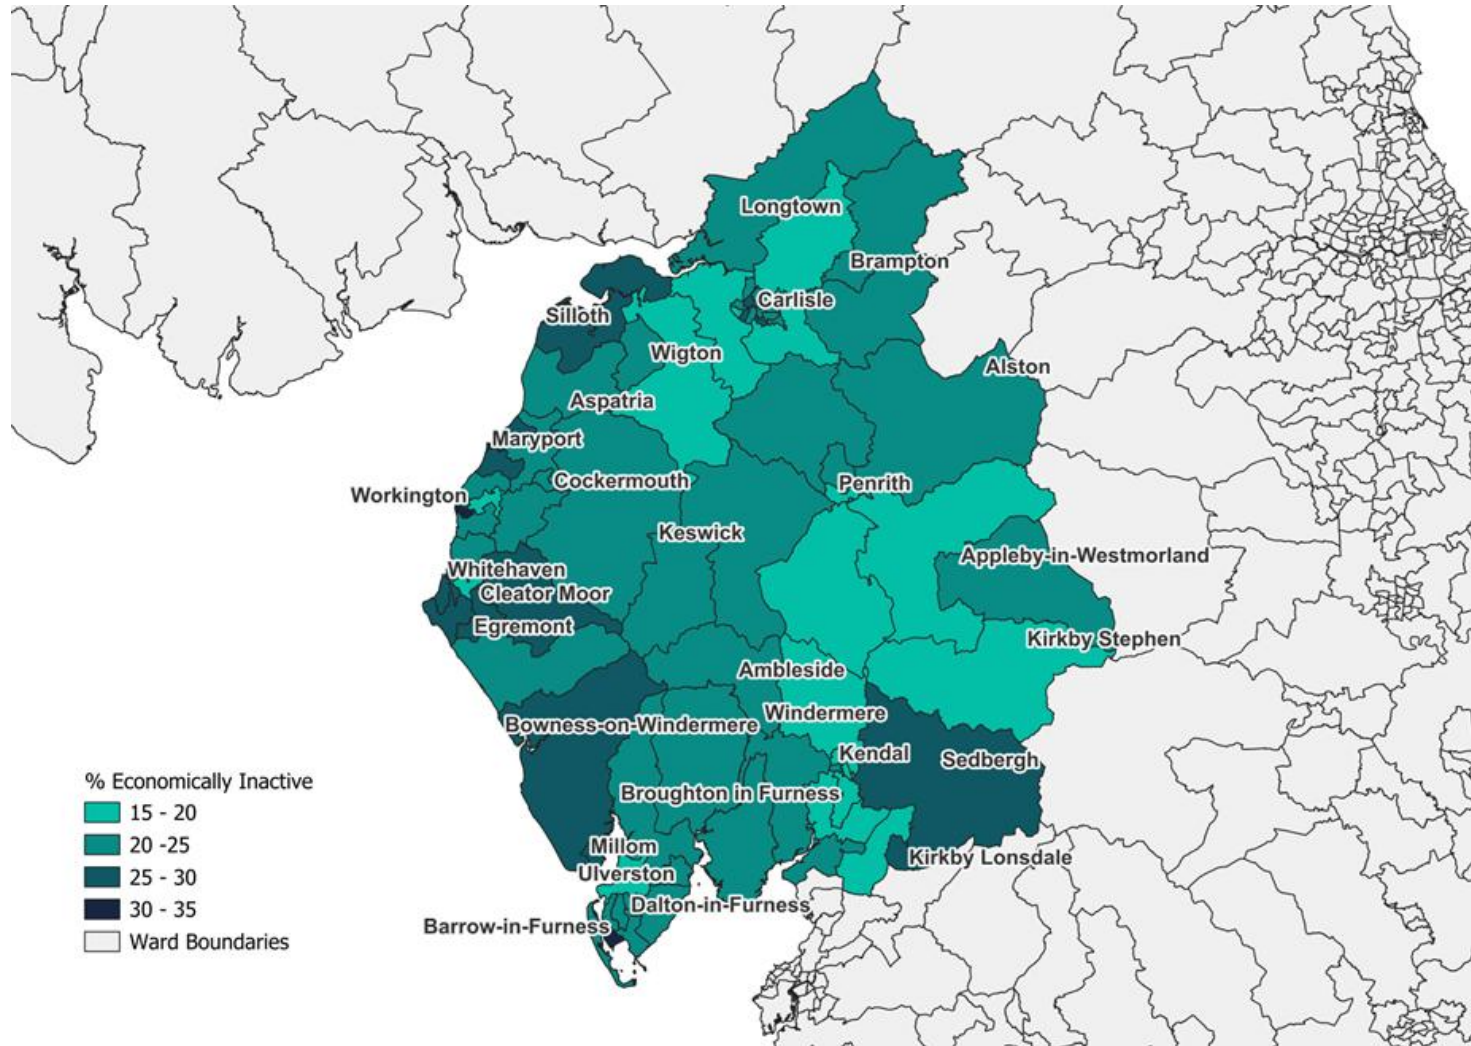 Longtown
Brampton
Carlisle
Silloth
Wigton
Alston
Aspatria
Maryport
Cockermouth
Penrith
Workington
Keswick
Appleby-in-Westmorland
Whitehaven
Cleator Moor
Egremont
Kirkby Stephen
Ambleside
Windermere
Bowness-on-Windermere
Kendal
Sedbergh
Broughton in Furness
Millom
Kirkby Lonsdale
Ulverston
Dalton-in-Furness
Barrow-in-Furness
% Economically Inactive
15 - 20
20 -25
25 - 30
30 - 35
Ward Boundaries